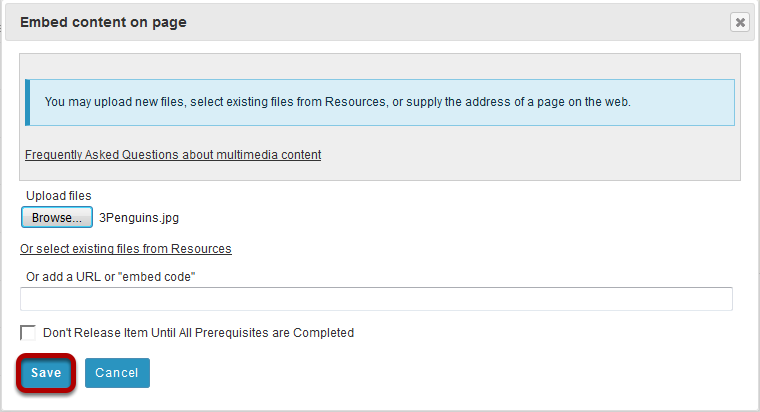 Embed content on page
You may upload new files, select existing files from Resources, or supply the address of a page on the web.
Frequently Asked Questions about multimedia content
Upload files
Browse... 3Penguins.jpg
Or select existing files from Resources
Or add a URL or "embed code"
Don't Release Item Until All Prerequisites are Completed
Save Cancel